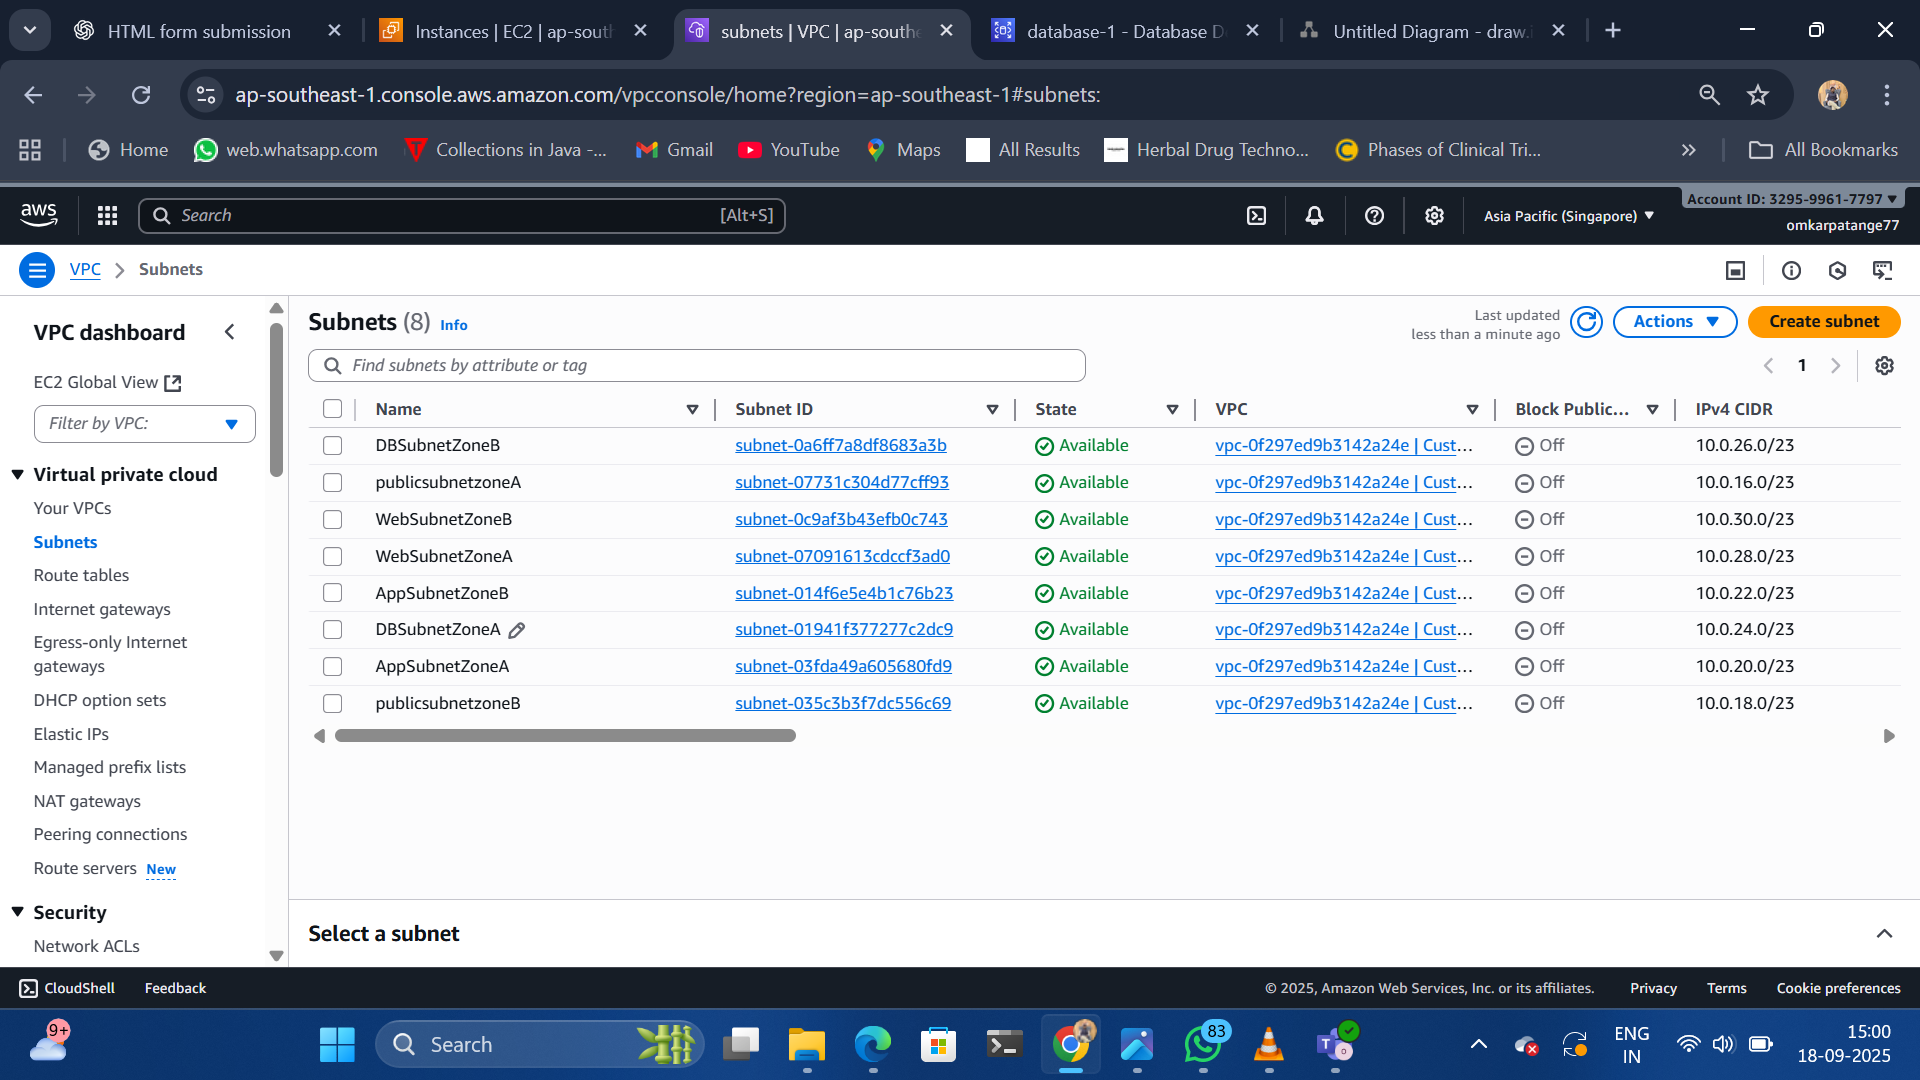 HTML form submission
Instances | EC2 | ap-south
subnets | VPC | ap-southe
database-1 - Database D
Untitled Diagram - draw.i
ap-southeast-1.console.aws.amazon.com/vpcconsole/home?region=ap-southeast-1#subnets:
Home
web.whatsapp.com
Collections in Java -...
Gmail
YouTube
Maps
All Results
Herbal Drug Techno...
Phases of Clinical Tri...
»
All Bookmarks
aws
Search
[Alt+S]
Asia Pacific (Singapore)
Account ID: 3295-9961-7797
omkarpatange77
VPC > Subnets
VPC dashboard
EC2 Global View
Filter by VPC:
Virtual private cloud
Your VPCs
Subnets
Route tables
Internet gateways
Egress-only Internet
gateways
DHCP option sets
Elastic IPs
Managed prefix lists
NAT gateways
Peering connections
Route servers New
Security
Network ACLs
Subnets (8) Info
Last updated
less than a minute ago
Actions
Create subnet
Find subnets by attribute or tag
1
Name Subnet ID State VPC Block Public... IPv4 CIDR
DBSubnetZoneB subnet-0a6ff7a8df8683a3b Available vpc-0f297ed9b3142a24e | Cust... Off 10.0.26.0/23
publicsubnetzoneA subnet-07731c304d77cff93 Available vpc-0f297ed9b3142a24e | Cust... Off 10.0.16.0/23
WebSubnetZoneB subnet-0c9af3b43efb0c743 Available vpc-0f297ed9b3142a24e | Cust... Off 10.0.30.0/23
WebSubnetZoneA subnet-07091613cdccf3ad0 Available vpc-0f297ed9b3142a24e | Cust... Off 10.0.28.0/23
AppSubnetZoneB subnet-014f6e5e4b1c76b23 Available vpc-0f297ed9b3142a24e | Cust... Off 10.0.22.0/23
DBSubnetZoneA subnet-01941f377277c2dc9 Available vpc-0f297ed9b3142a24e | Cust... Off 10.0.24.0/23
AppSubnetZoneA subnet-03fda49a605680fd9 Available vpc-0f297ed9b3142a24e | Cust... Off 10.0.20.0/23
publicsubnetzoneB subnet-035c3b3f7dc556c69 Available vpc-0f297ed9b3142a24e | Cust... Off 10.0.18.0/23
Select a subnet
CloudShell
Feedback
© 2025, Amazon Web Services, Inc. or its affiliates.
Privacy
Terms
Cookie preferences
9+
Search
83
ENG
IN
15:00
18-09-2025